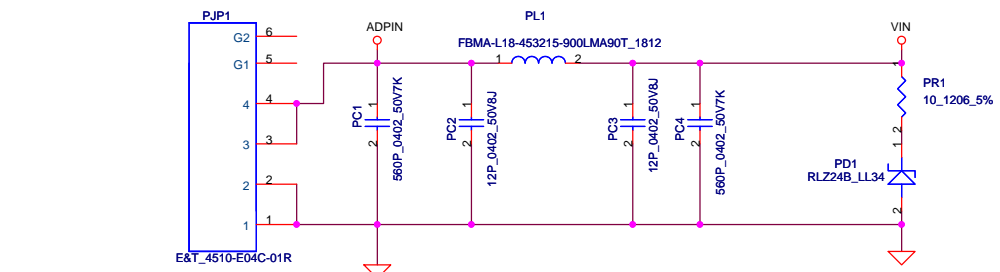 PJP1
G2 6
G1 5
4 4
3 3
2 2
1 1
E&T_4510-E04C-01R
ADPIN
PL1
FBMA-L18-453215-900LMA90T_1812
1 2
PC1
1
2
560P_0402_50V7K
PC2
1
2
12P_0402_50V8J
PC3
1
2
12P_0402_50V8J
PC4
1
2
560P_0402_50V7K
VIN
1
PR1
10_1206_5%
2
1
PD1
RLZ24B_LL34
2